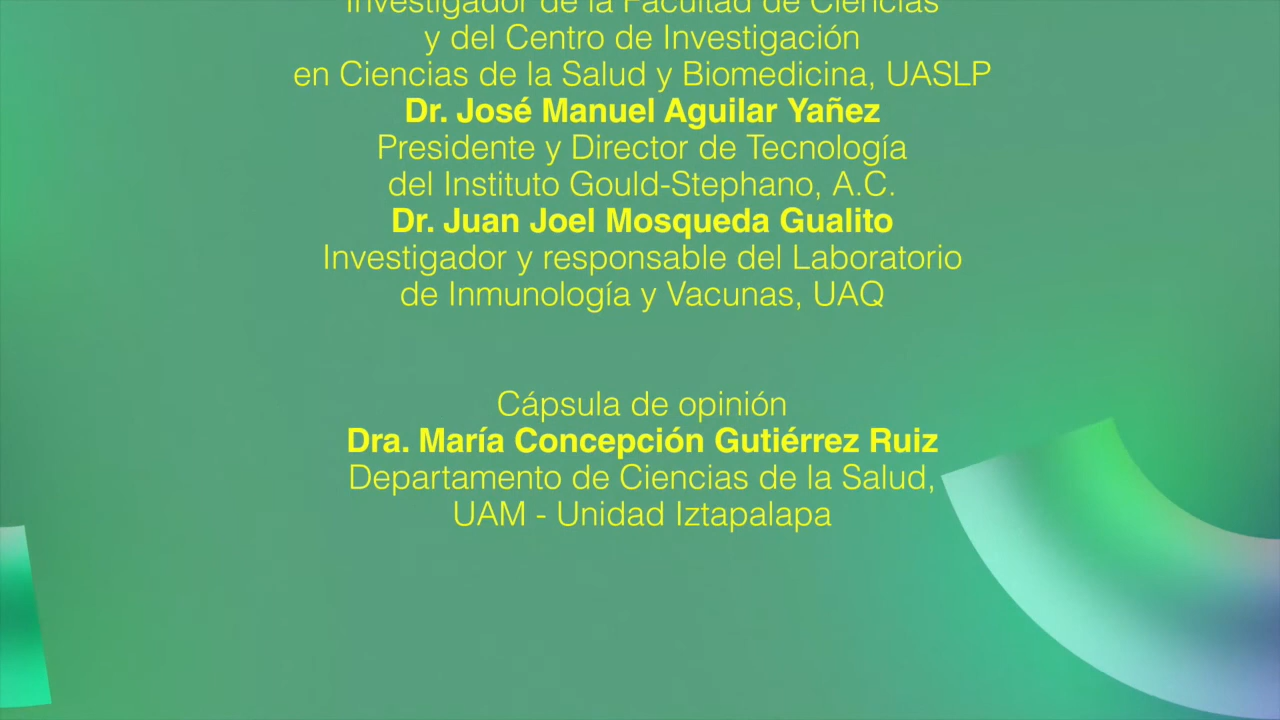 Investigador de la Facultad de Ciencias
y del Centro de Investigación
en Ciencias de la Salud y Biomedicina, UASLP
Dr. José Manuel Aguilar Yañez
Presidente y Director de Tecnología
del Instituto Gould-Stephano, A.C.
Dr. Juan Joel Mosqueda Gualito
Investigador y responsable del Laboratorio
de Inmunología y Vacunas, UAQ
Cápsula de opinión
Dra. María Concepción Gutiérrez Ruiz
Departamento de Ciencias de la Salud,
UAM - Unidad Iztapalapa